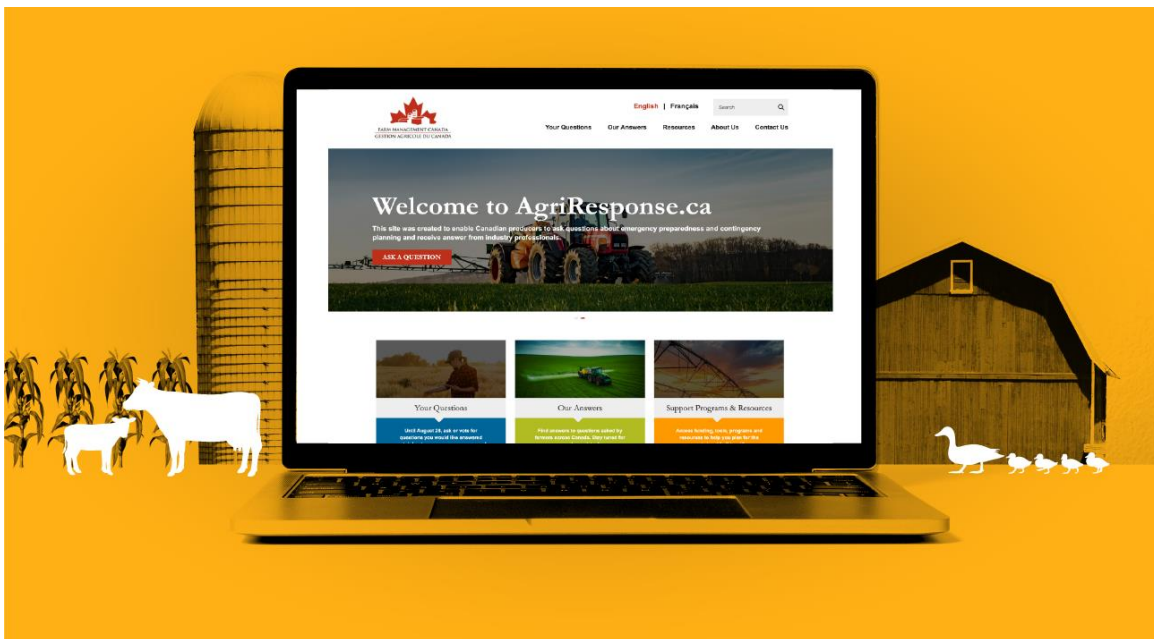 English | Français
Search
FARM MANAGEMENT CANADA
GESTION AGRICOLE DU CANADA
Your Questions
Our Answers
Resources
About Us
Contact Us
Welcome to AgriResponse.ca
This site was created to enable Canadian producers to ask questions about emergency preparedness and contingency
planning and receive answer from industry professionals.
ASK A QUESTION
Your Questions
Our Answers
Support Programs & Resources
Until August 28, ask or vote for
questions you would like answered
Find answers to questions asked by
farmers across Canada. Stay tuned for
Access funding, tools, programs and
resources to help you plan for the